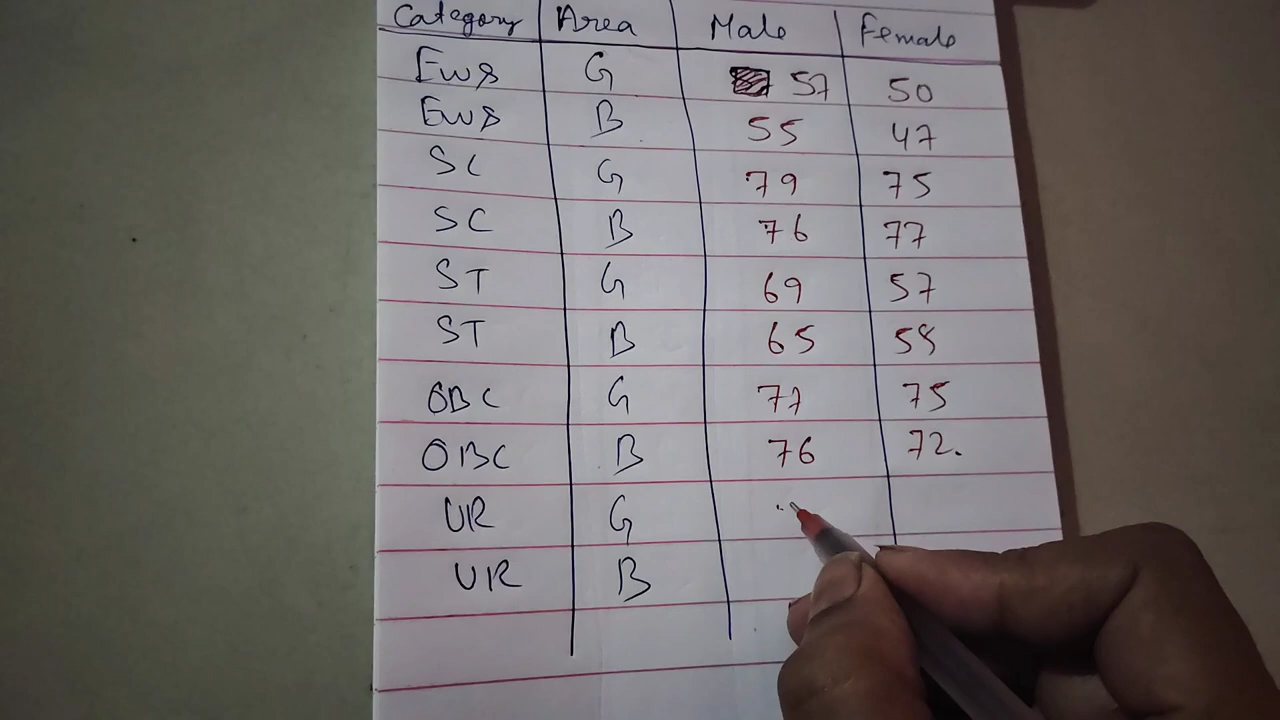 Category Area Male Female
Ews G 57 50
Ews B 55 47
SC G 79 75
SC B 76 77
ST G 69 57
ST B 65 58
OBC G 77 75
OBC B 76 72.
UR G
UR B